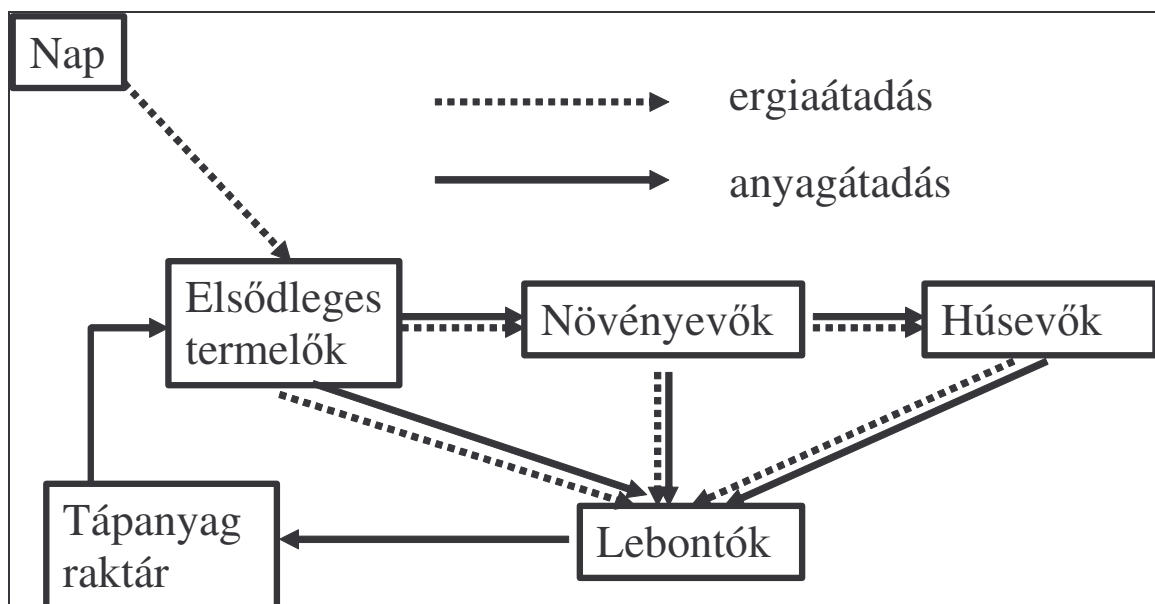 Nap
ergiaátadás
anyagátadás
Elsődleges
termelők
Növényevők
Húsevők
Tápanyag
raktár
Lebontók